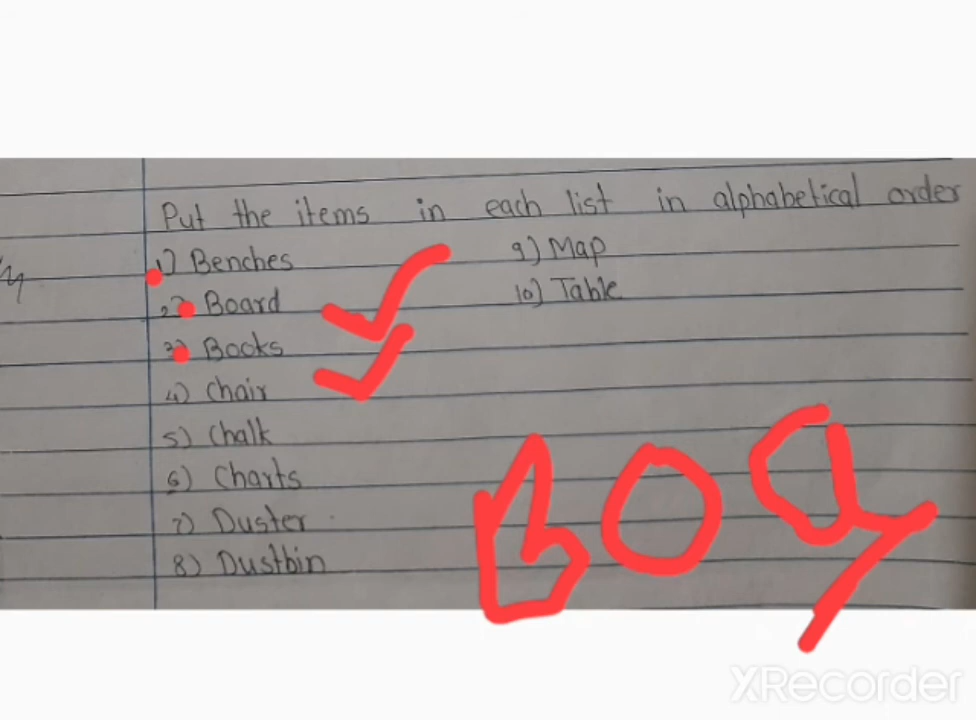 Put the items in each list in alphabetical order
1) Benches
2) Board
3) Books
4) Chair
5) Chalk
6) Charts
7) Duster
8) Dustbin
9) Map
10) Table
BOa
XRecorder